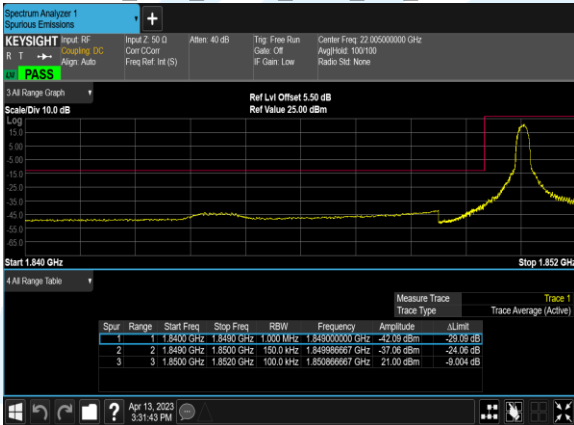 Spectrum Analyzer 1
Spurious Emissions
+
KEYSIGHT Input: RF Input Z: 50 Ω Atten: 40 dB Trig: Free Run Center Freq: 22.005000000 GHz
R T Coupling: DC Corr CCorr Gate: Off Avg|Hold: 100/100
Align: Auto Freq Ref: Int (S) IF Gain: Low Radio Std: None
PASS
3 All Range Graph
Ref Lvl Offset 5.50 dB
Scale/Div 10.0 dB Ref Value 25.00 dBm
Log
15.0
5.00
-5.00
-15.0
-25.0
-35.0
-45.0
-55.0
-65.0
Start 1.840 GHz Stop 1.852 GHz
4 All Range Table
Measure Trace Trace 1
Trace Type Trace Average (Active)
Spur Range Start Freq Stop Freq RBW Frequency Amplitude ΔLimit
1 1 1.8400 GHz 1.8490 GHz 1.000 MHz 1.849000000 GHz -42.09 dBm -29.09 dB
2 2 1.8490 GHz 1.8500 GHz 150.0 kHz 1.849986667 GHz -37.06 dBm -24.06 dB
3 3 1.8500 GHz 1.8520 GHz 100.0 kHz 1.850866667 GHz 21.00 dBm -9.004 dB
? Apr 13, 2023
3:31:43 PM